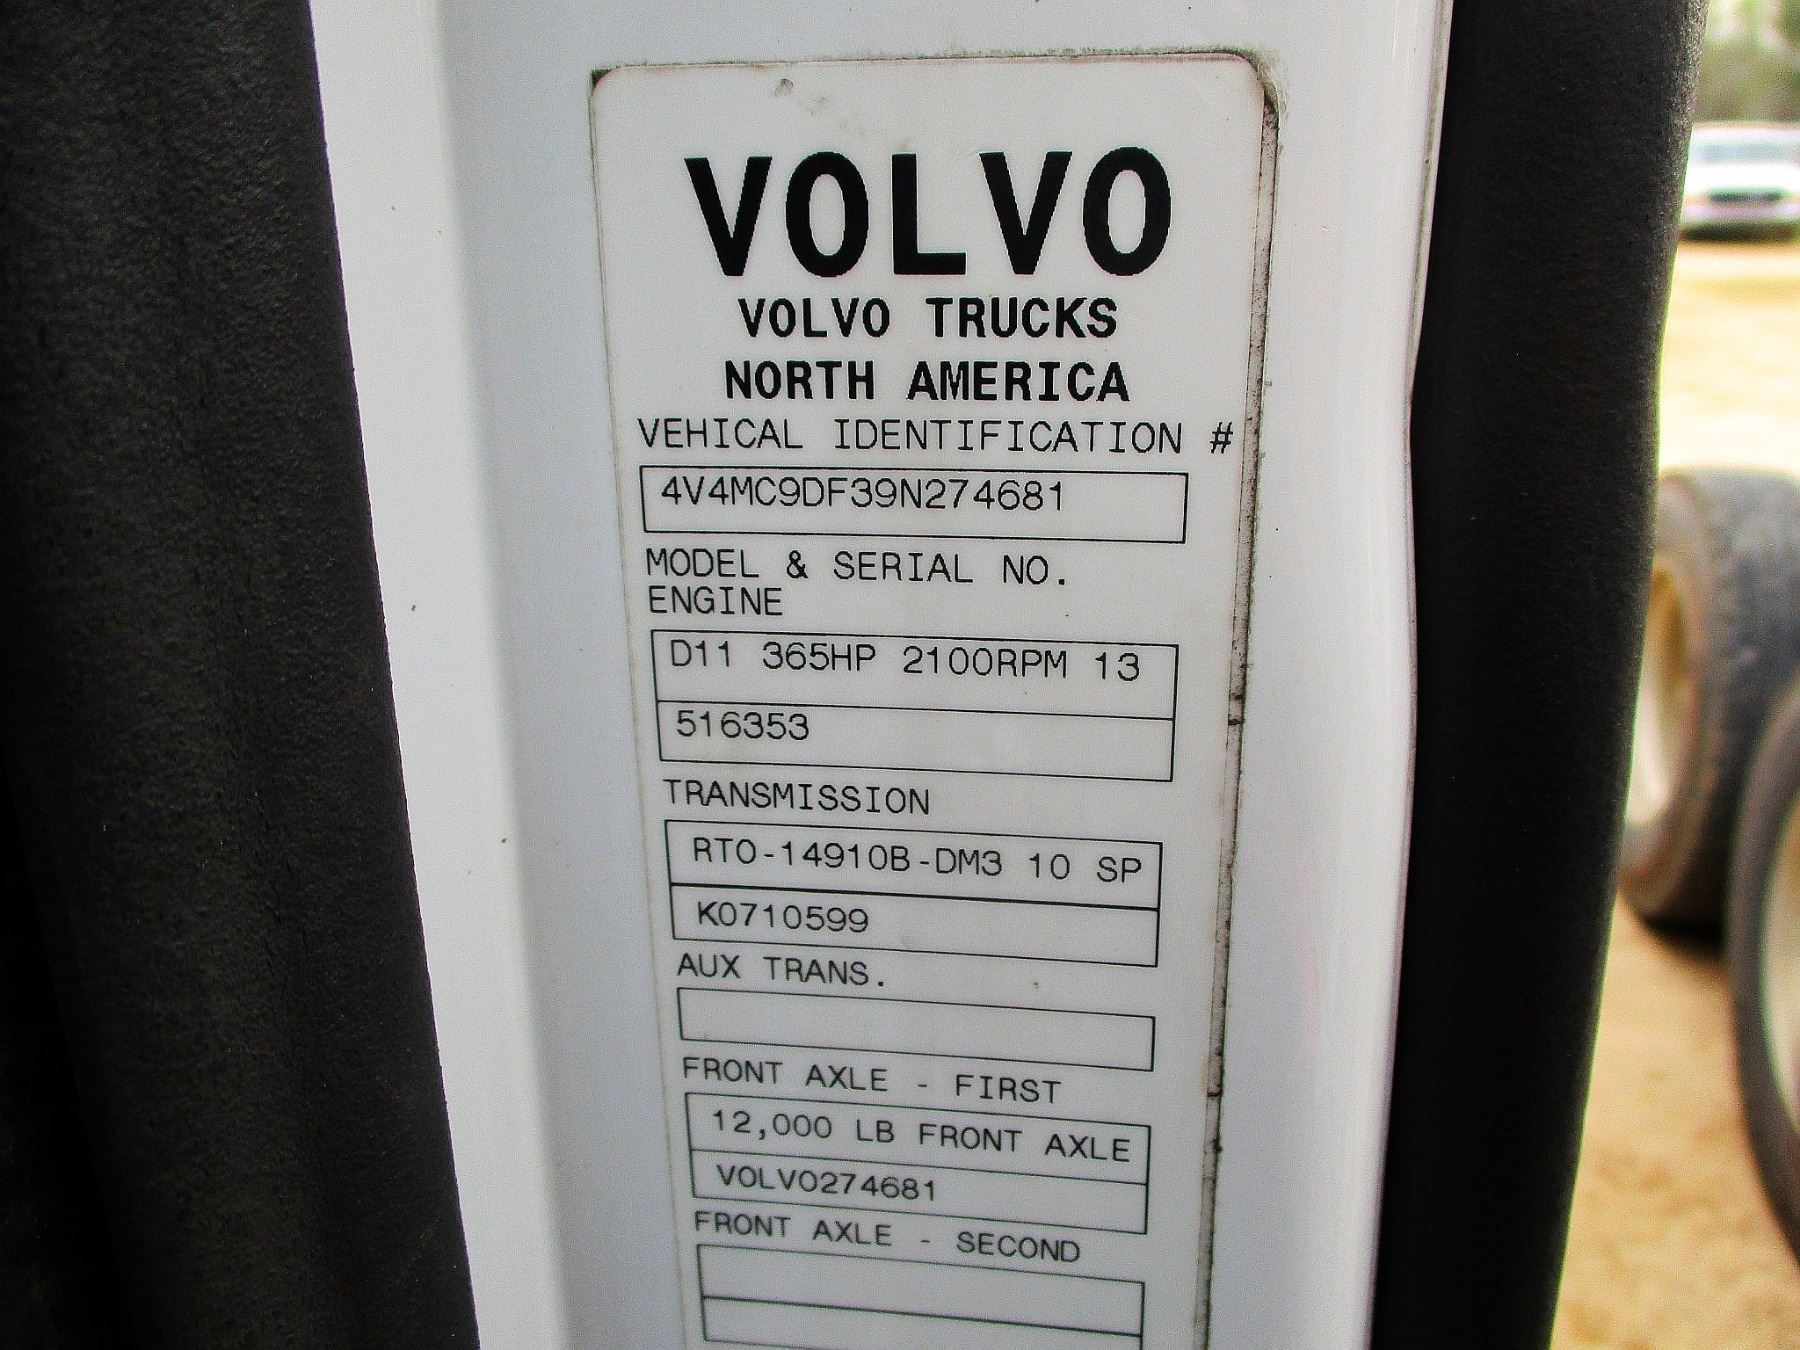 VOLVO
VOLVO TRUCKS
NORTH AMERICA
VEHICAL IDENTIFICATION #
4V4MC9DF39N274681
MODEL & SERIAL NO.
ENGINE
D11 365HP 2100RPM 13
516353
TRANSMISSION
RTO-14910B-DM3 10 SP
K0710599
AUX TRANS.
FRONT AXLE - FIRST
12,000 LB FRONT AXLE
VOLVO274681
FRONT AXLE - SECOND